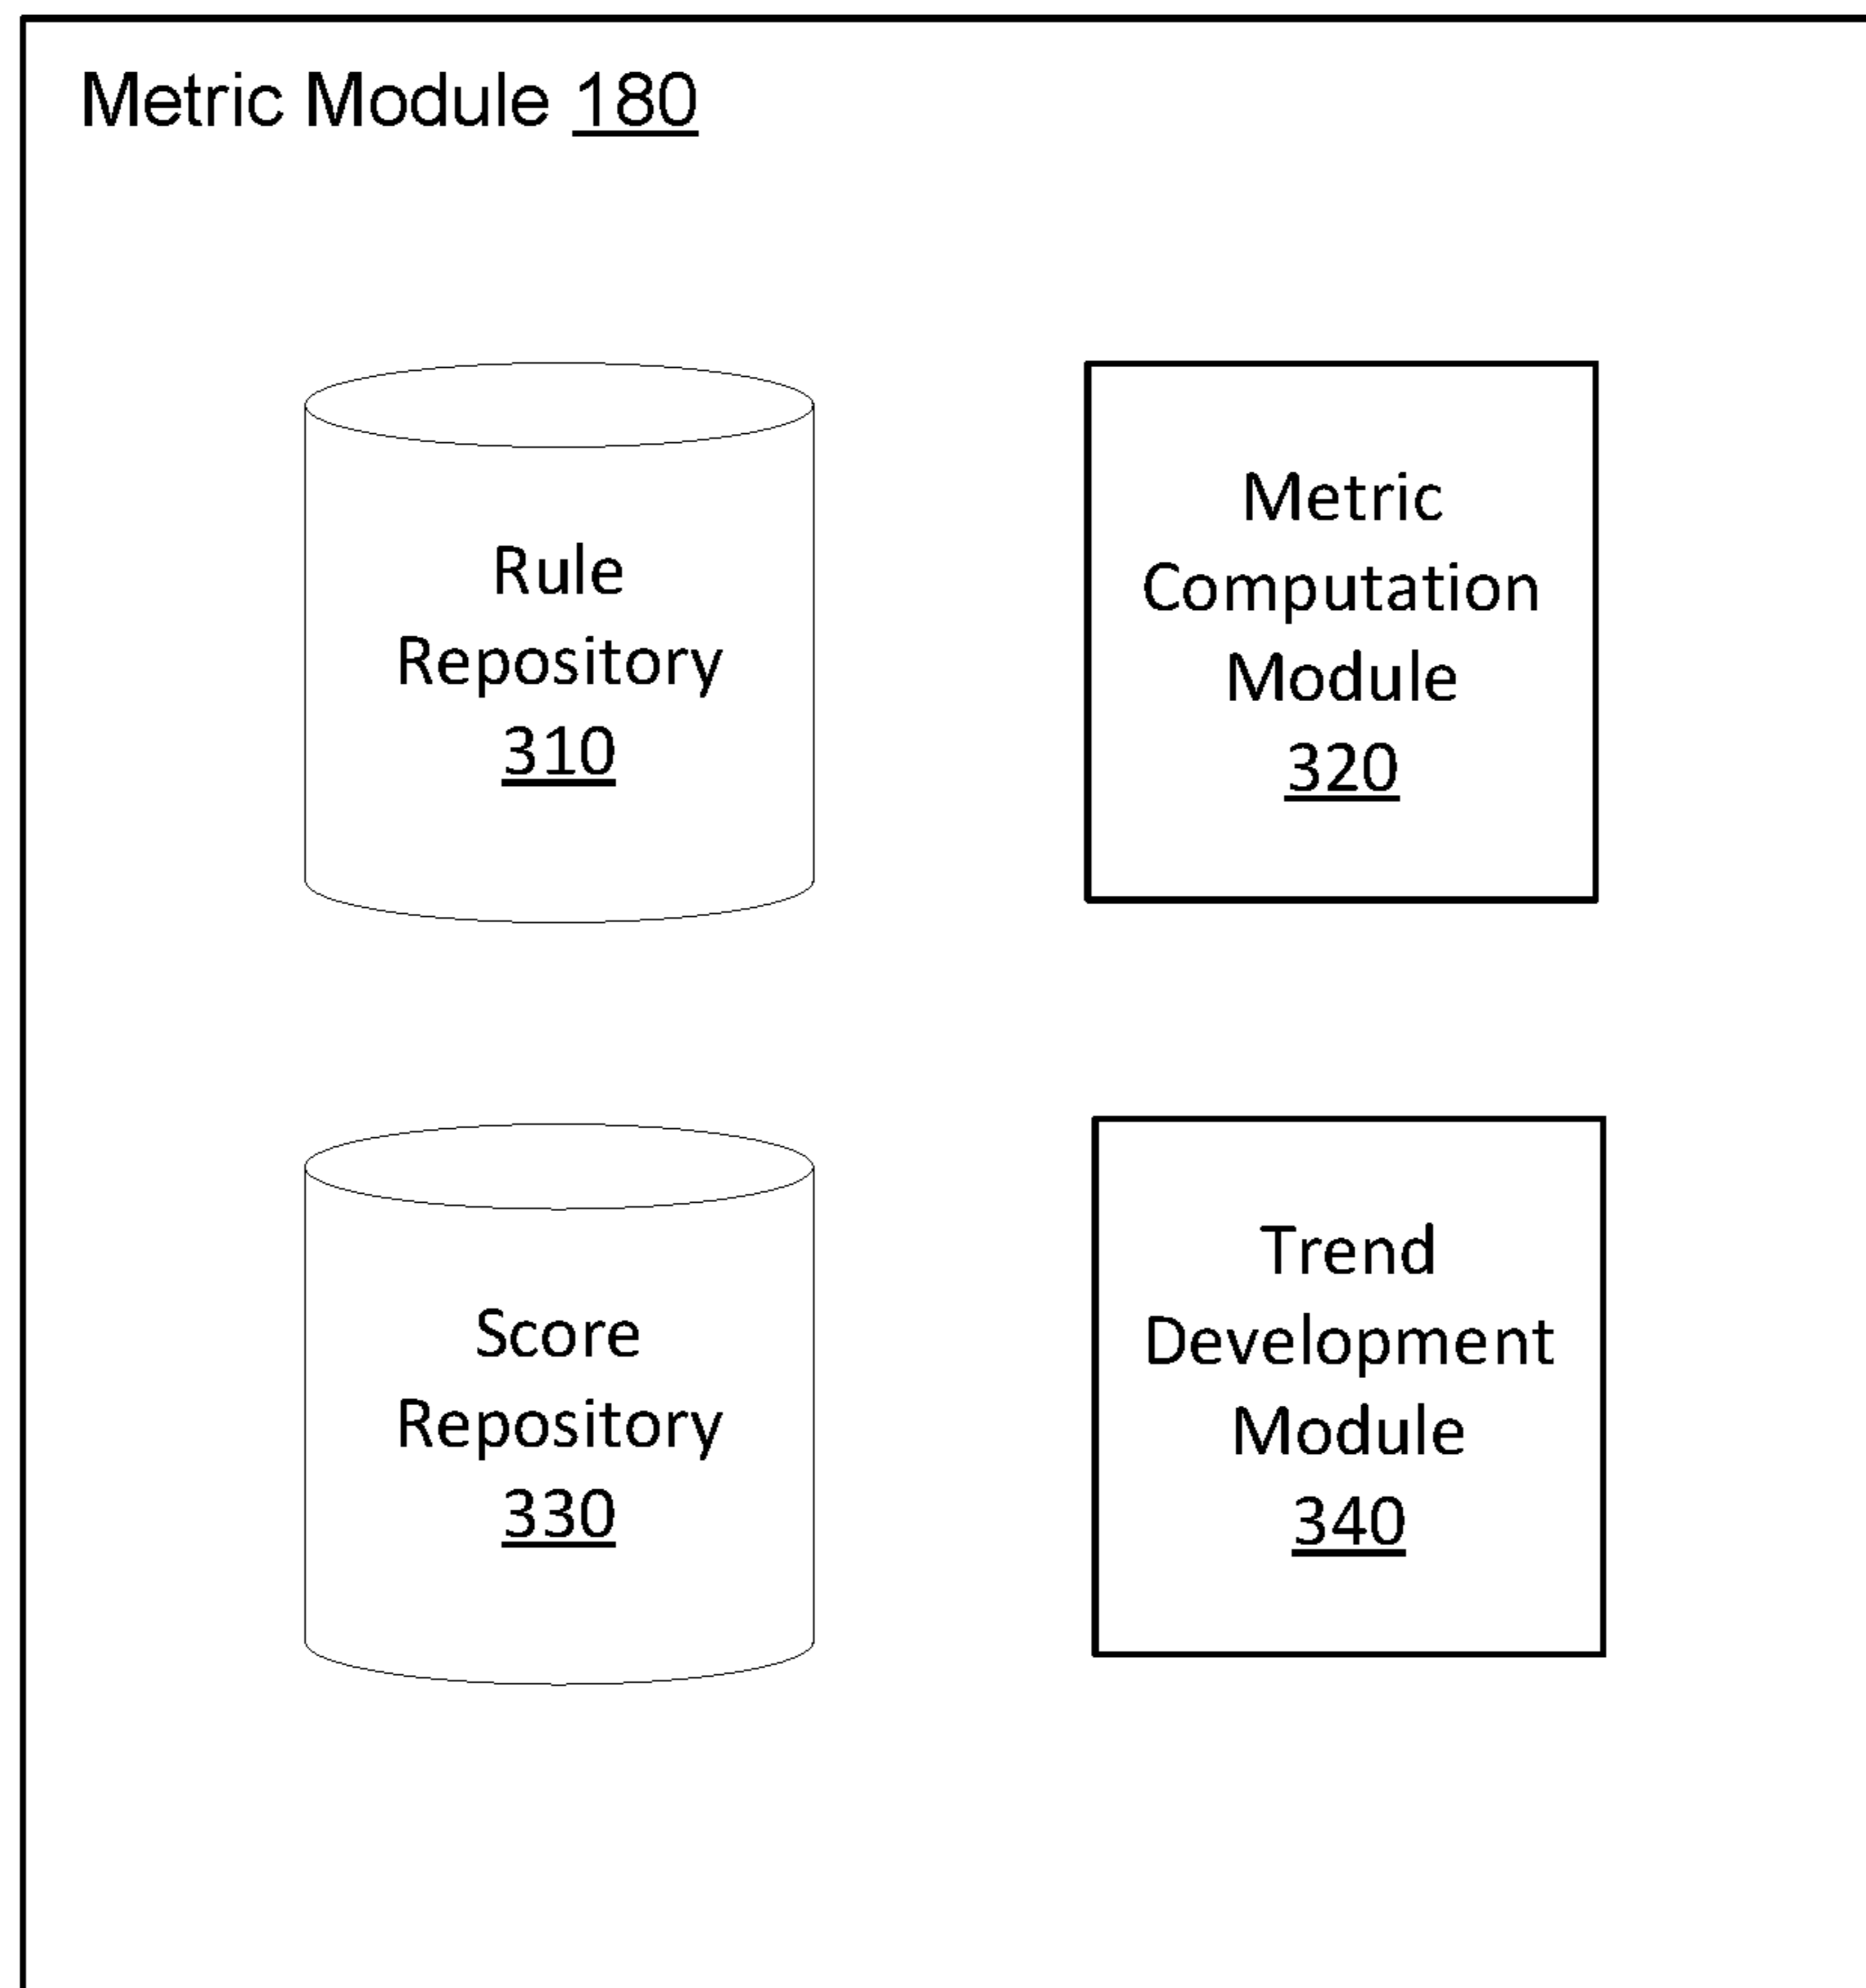 Metric Module 180
Rule
Repository
310
Metric
Computation
Module
320
Score
Repository
330
Trend
Development
Module
340